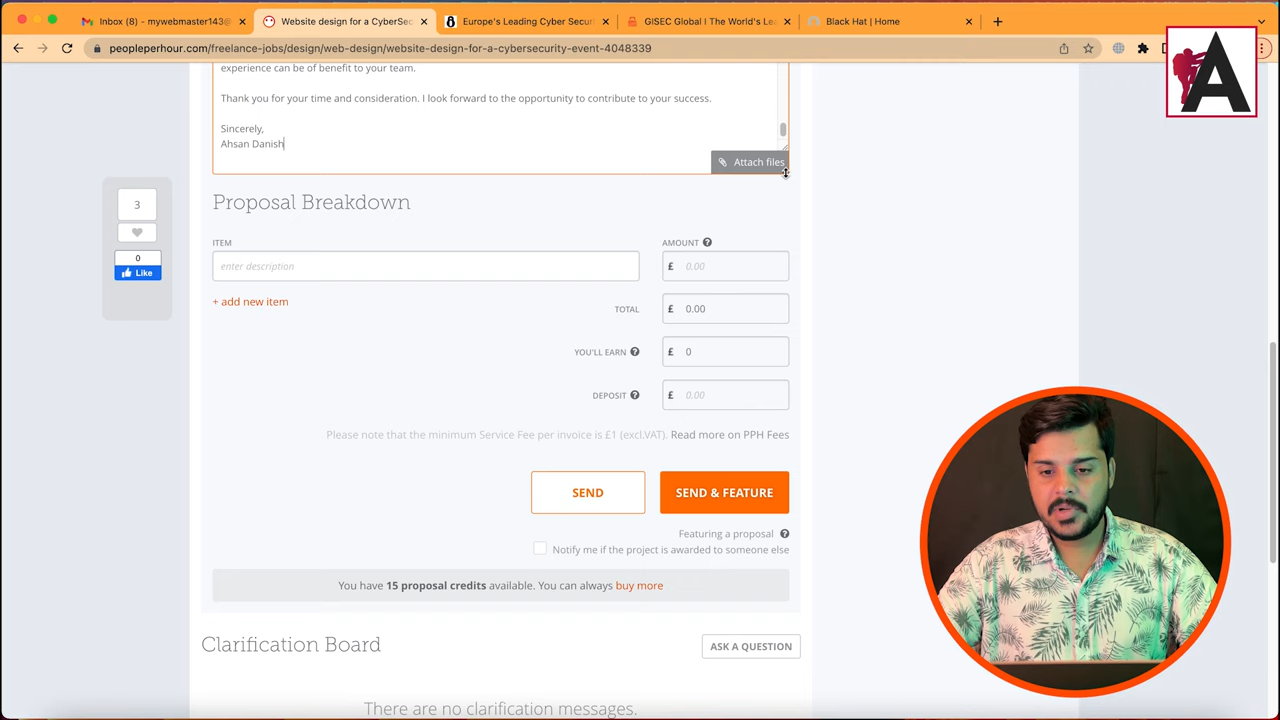 Inbox (8) - mywebmaster143@
Website design for a CyberSec
Europe's Leading Cyber Securi
GISEC Global I The World's Lea
Black Hat | Home
peopleperhour.com/freelance-jobs/design/web-design/website-design-for-a-cybersecurity-event-4048339
A
experience can be of benefit to your team.
Thank you for your time and consideration. I look forward to the opportunity to contribute to your success.
Sincerely,
Ahsan Danish
Attach files
Proposal Breakdown
3
0
Like
ITEM
AMOUNT
enter description
£ 0.00
+ add new item
TOTAL
£ 0.00
YOU'LL EARN
£ 0
DEPOSIT
£ 0.00
Please note that the minimum Service Fee per invoice is £1 (excl.VAT). Read more on PPH Fees
SEND
SEND & FEATURE
Featuring a proposal
Notify me if the project is awarded to someone else
You have 15 proposal credits available. You can always buy more
Clarification Board
ASK A QUESTION
There are no clarification messages.